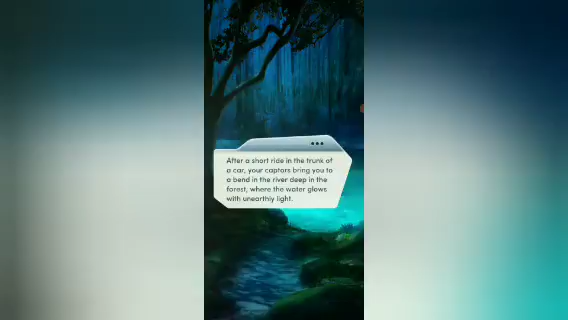 After a short ride in the trunk of
a car, your captors bring you to
a bend in the river deep in the
forest, where the water glows
with unearthly light.